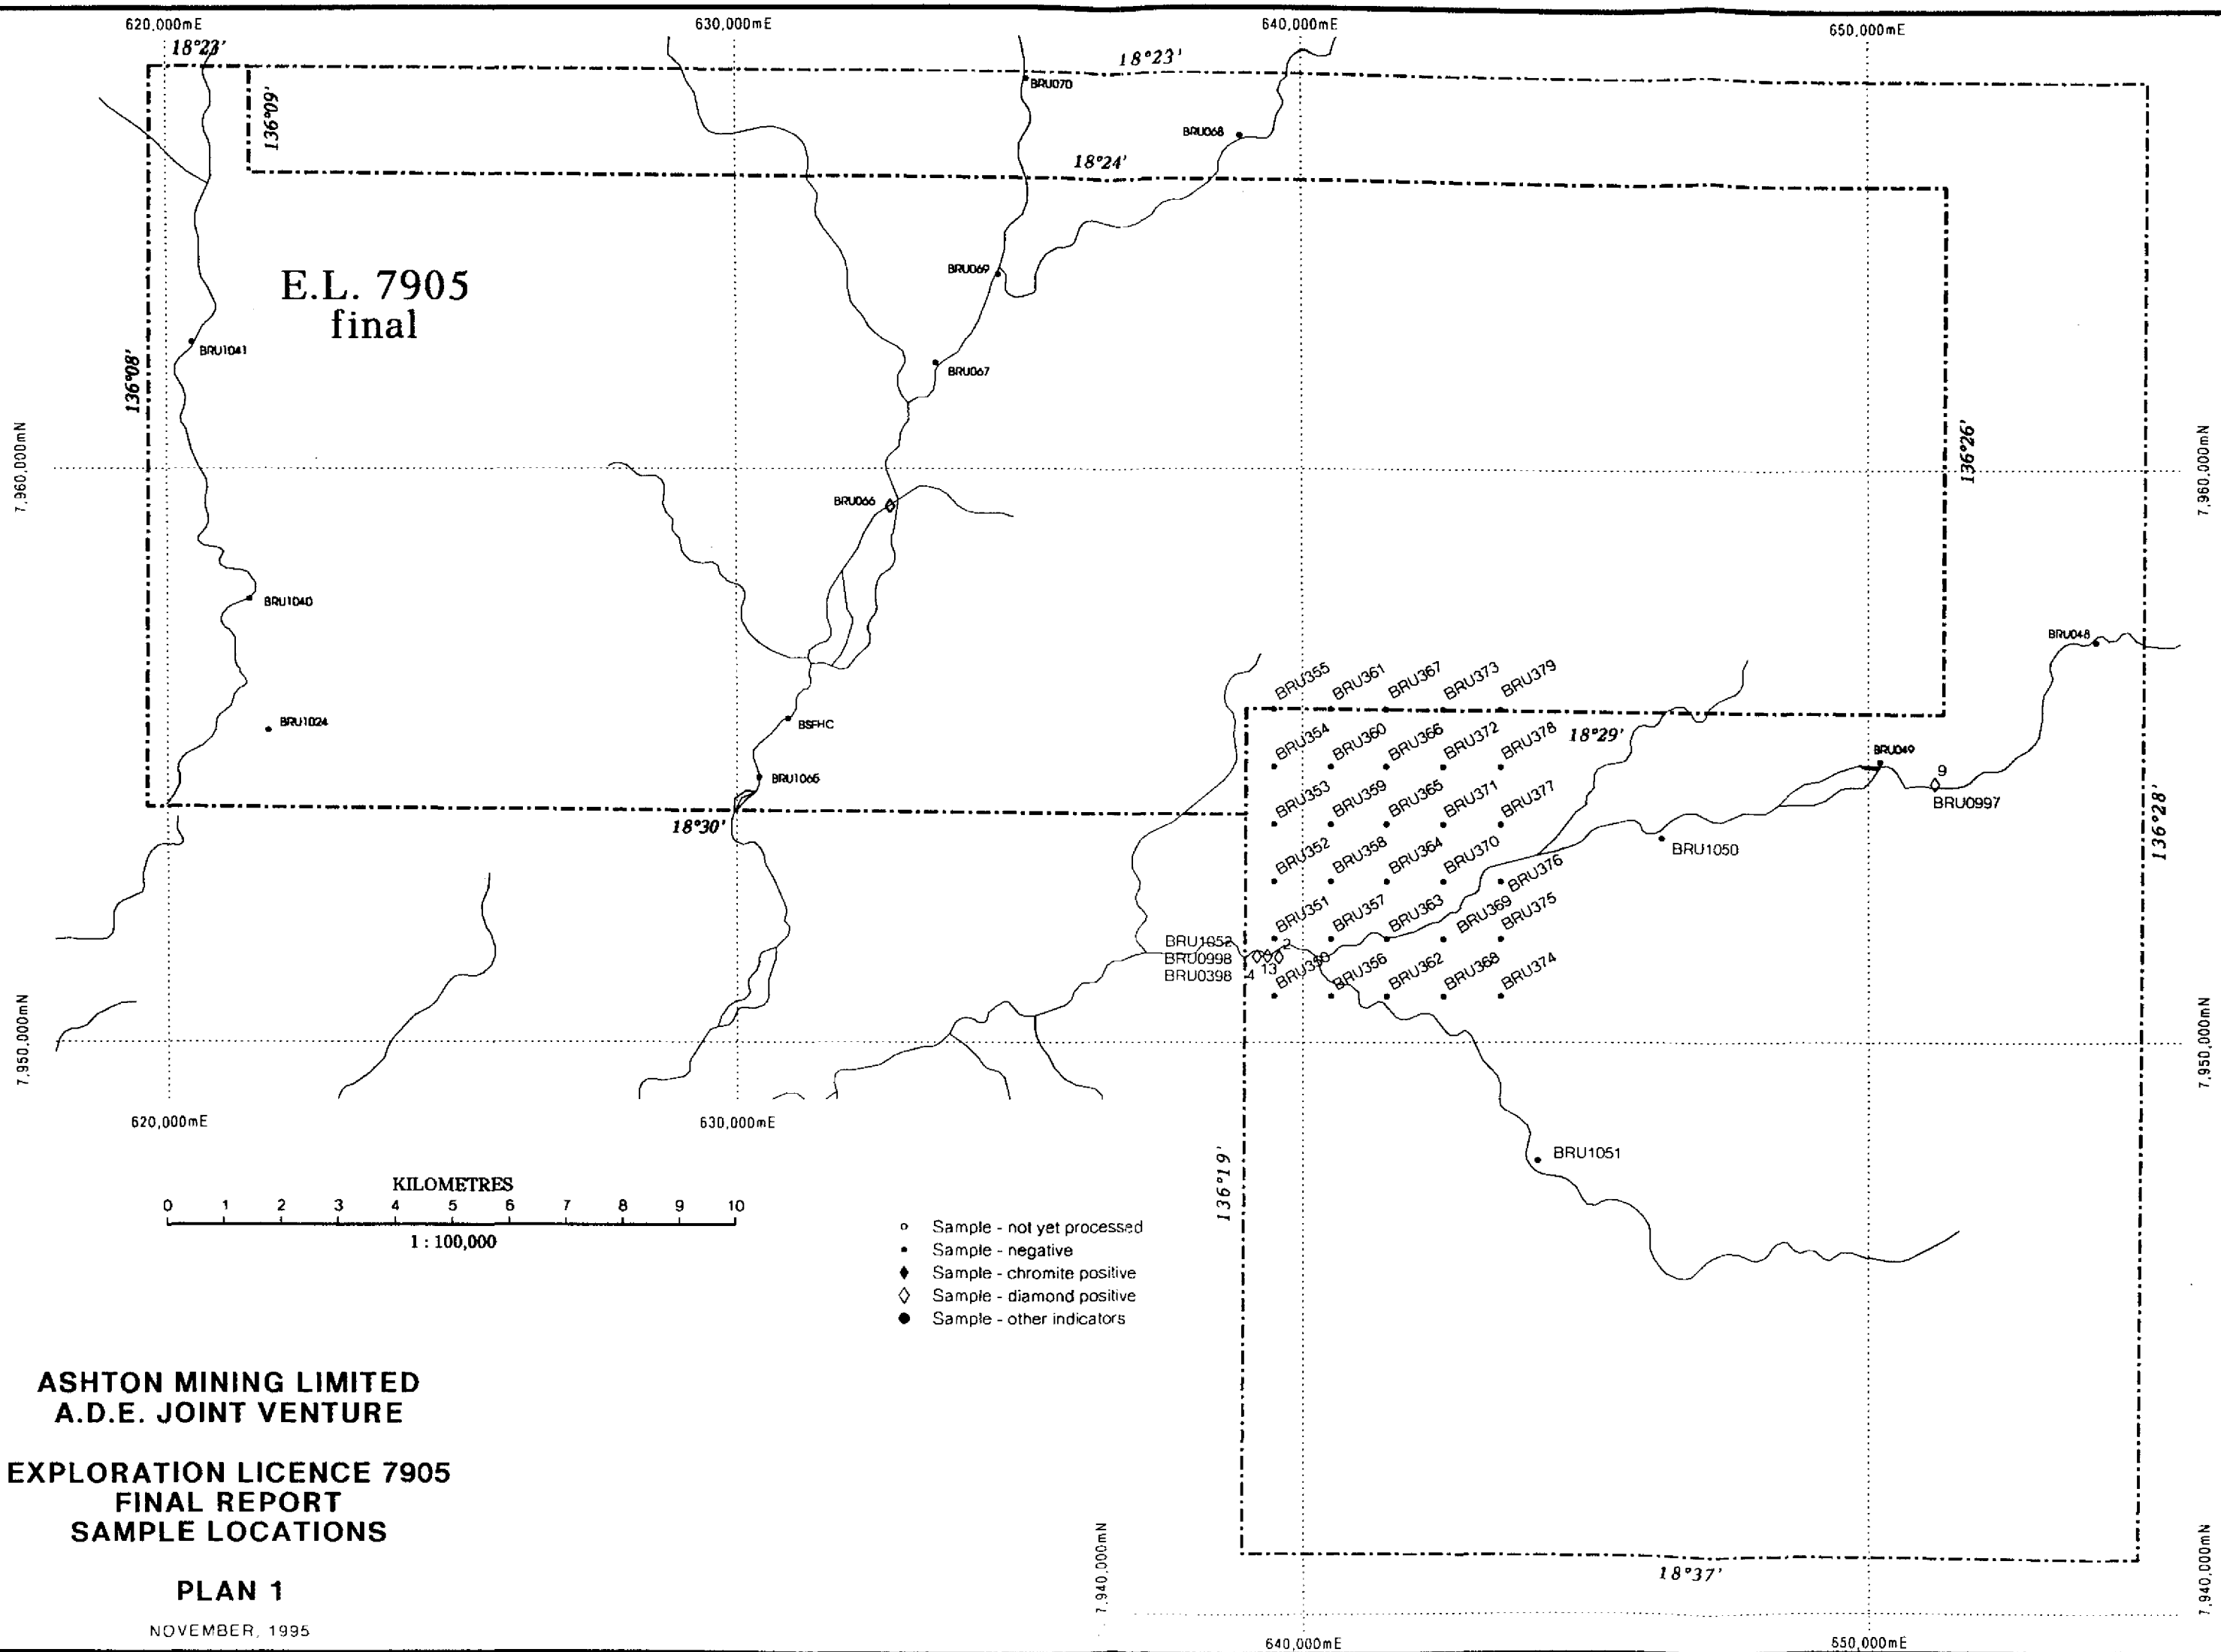 620,000mE
630,000mE
640,000mE
650,000mE
18°23'
18°23'
136°09'
BRU070
BRU068
18°24'
E.L. 7905
final
BRU069
BRU1041
BRU067
136°08'
136°26'
7,960,000mN
7,960,000mN
BRU066
BRU1040
BRU048
BRU355
BRU361
BRU367
BRU373
BRU379
BRU1024
BSFHC
BRU354
BRU360
BRU366
BRU372
BRU378
18°29'
BRU049
BRU1065
9
BRU0997
BRU353
BRU359
BRU365
BRU371
BRU377
18°30'
136°28'
BRU1050
BRU352
BRU358
BRU364
BRU370
BRU376
BRU351
BRU357
BRU363
BRU369
BRU375
BRU1052
2
BRU0998
BRU0398
4
13
BRU350
BRU356
BRU362
BRU368
BRU374
7,950,000mN
7,950,000mN
620,000mE
630,000mE
BRU1051
136°19'
KILOMETRES
0 1 2 3 4 5 6 7 8 9 10
1 : 100,000
Sample - not yet processed
Sample - negative
Sample - chromite positive
Sample - diamond positive
Sample - other indicators
ASHTON MINING LIMITED
A.D.E. JOINT VENTURE
EXPLORATION LICENCE 7905
FINAL REPORT
SAMPLE LOCATIONS
PLAN 1
NOVEMBER, 1995
18°37'
7,940,000mN
7,940,000mN
640,000mE
650,000mE